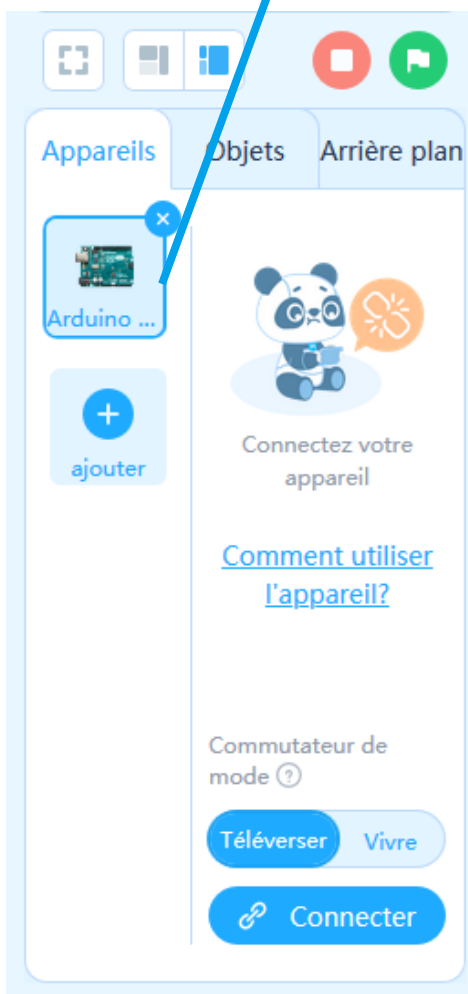 Appareils
Objets
Arrière plan
Arduino ...
ajouter
Connectez votre
appareil
Comment utiliser
l'appareil?
Commutateur de
mode ?
Téléverser
Vivre
Connecter